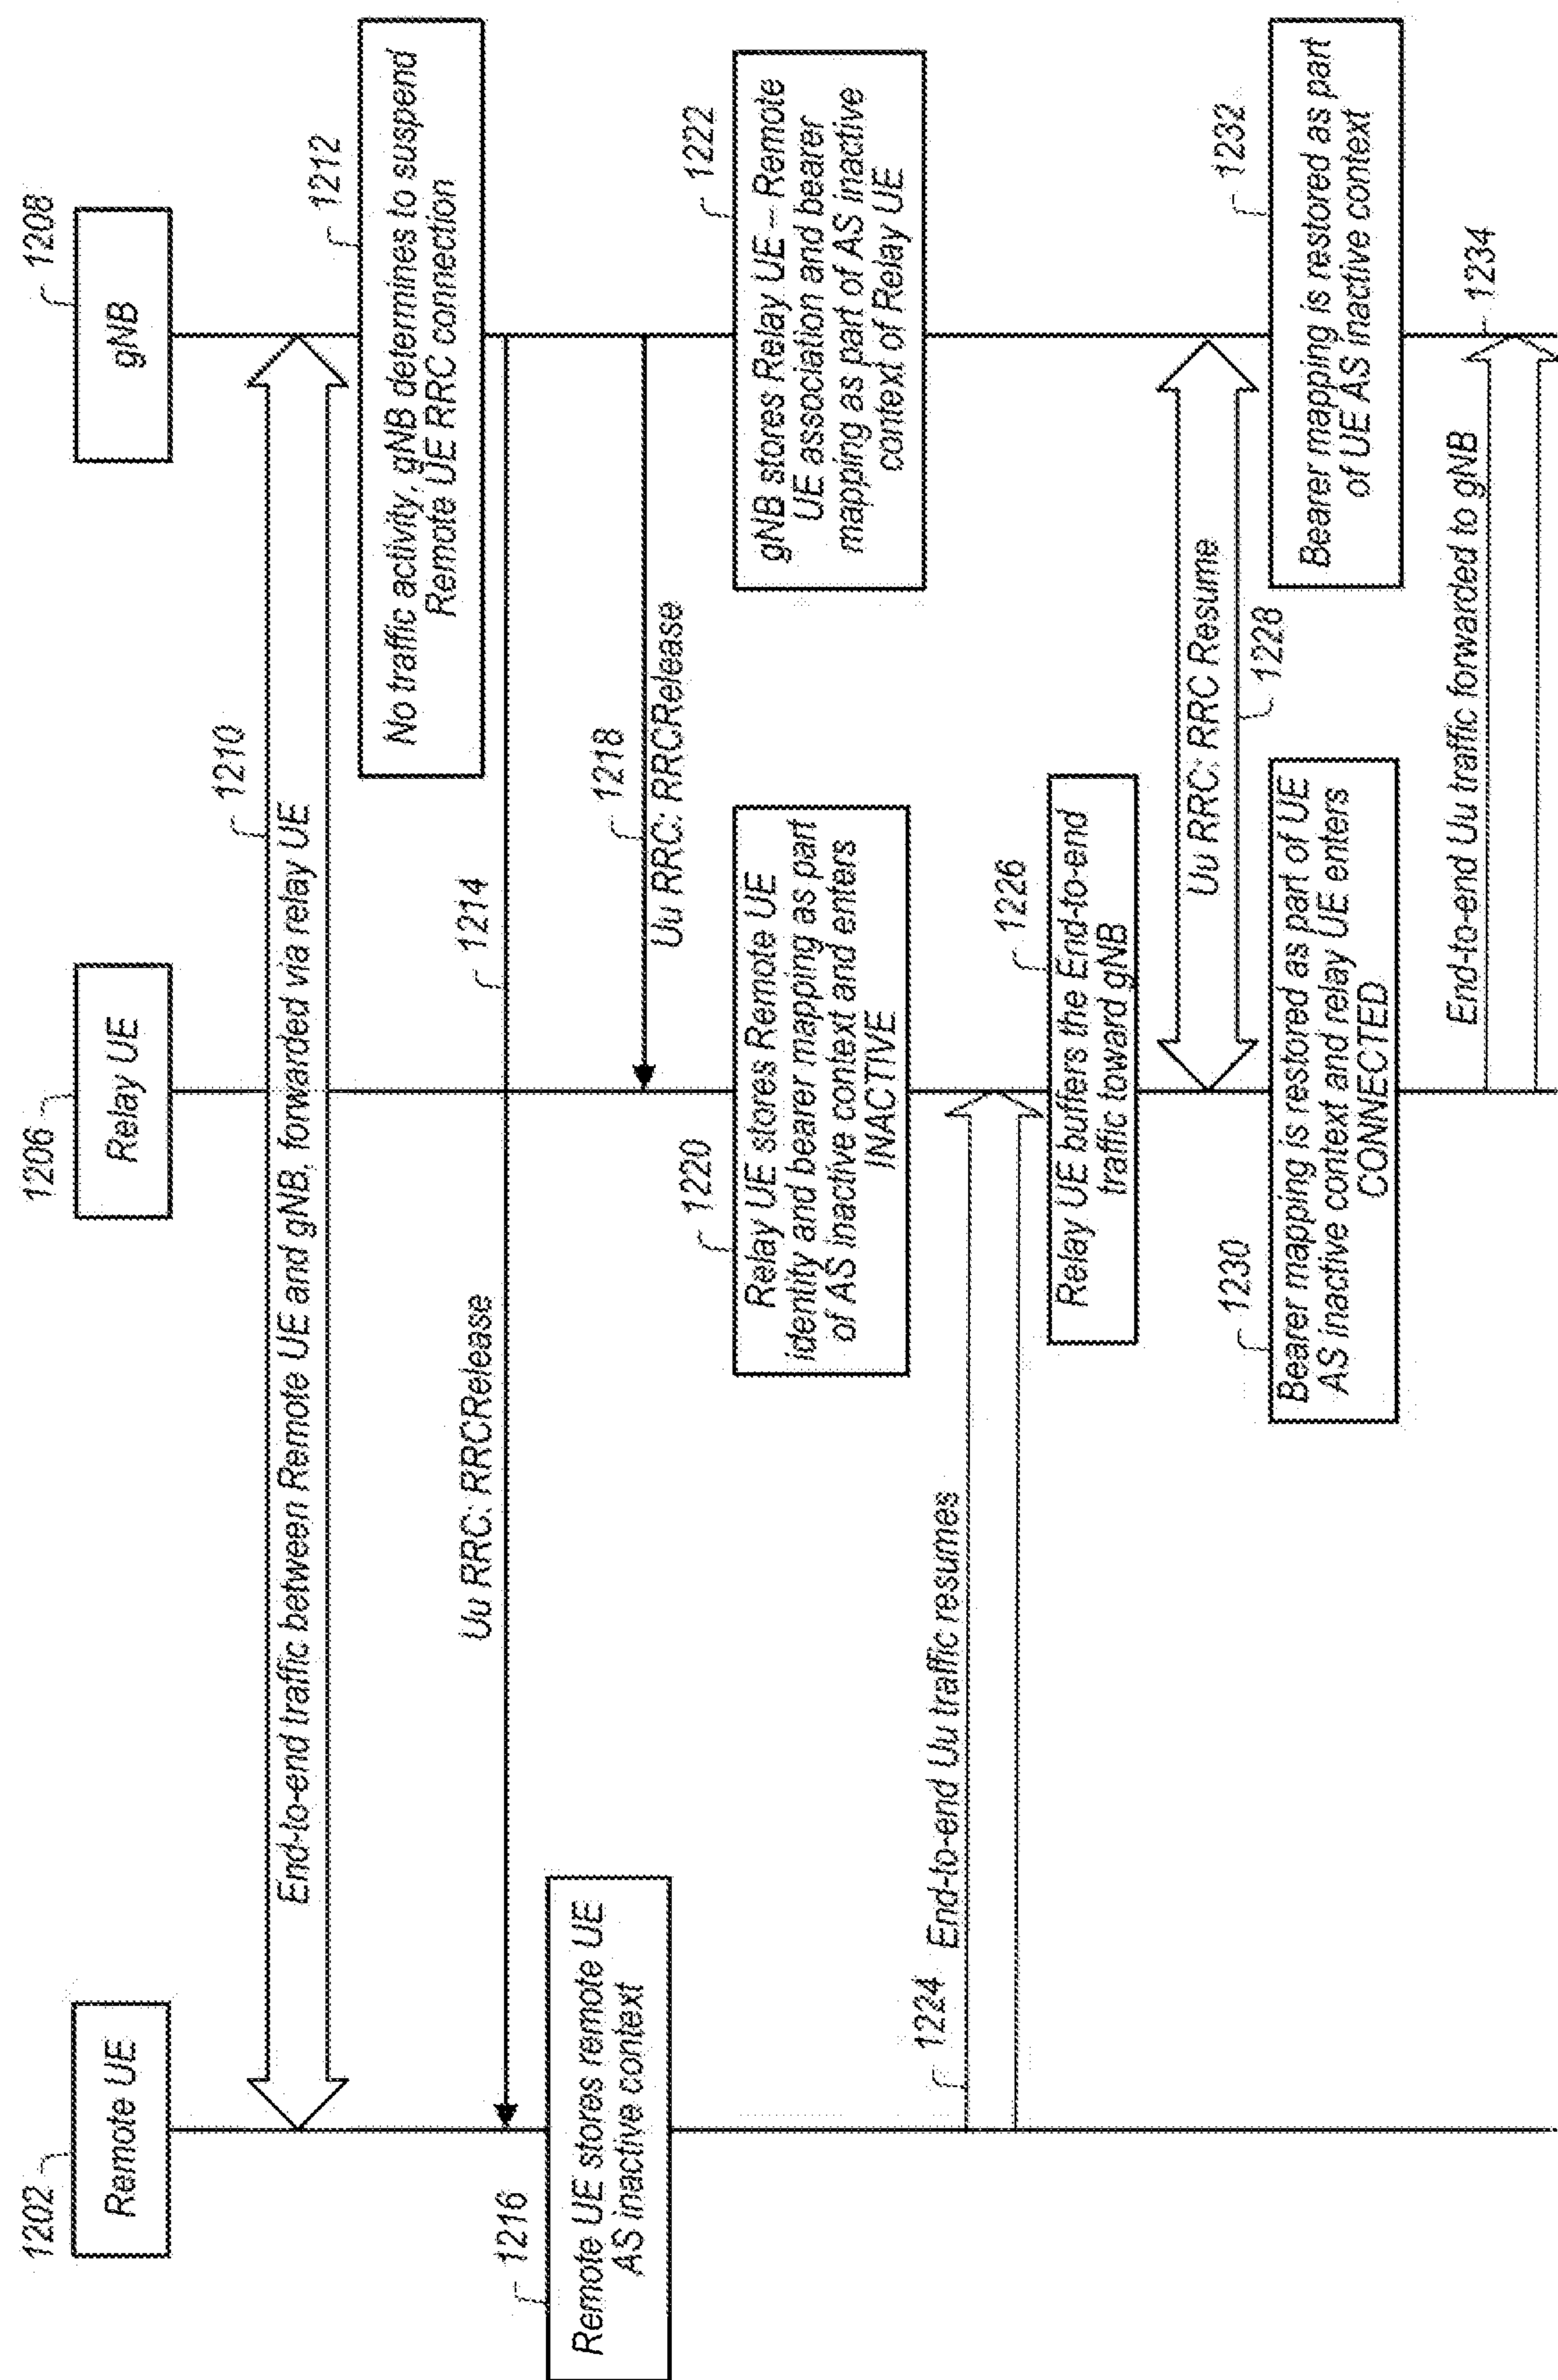 1202
Remote UE
1206
Relay UE
1208
gNB
1210
End-to-end traffic between Remote UE and gNB, forwarded via relay UE
1212
No traffic activity, gNB determines to suspend
Remote UE RRC connection
1214
Uu RRC: RRCRelease
1216
Remote UE stores remote UE
AS inactive context
1218
Uu RRC: RRCRelease
1220
Relay UE stores Remote UE
identity and bearer mapping as part
of AS inactive context and enters
INACTIVE
1222
gNB stores Relay UE – Remote
UE association and bearer
mapping as part of AS inactive
context of Relay UE
1224
End-to-end Uu traffic resumes
1226
Relay UE buffers the End-to-end
traffic toward gNB
Uu RRC: RRC Resume
1228
1230
Bearer mapping is restored as part of UE
AS inactive context and relay UE enters
CONNECTED
1232
Bearer mapping is restored as part
of UE AS inactive context
End-to-end Uu traffic forwarded to gNB
1234